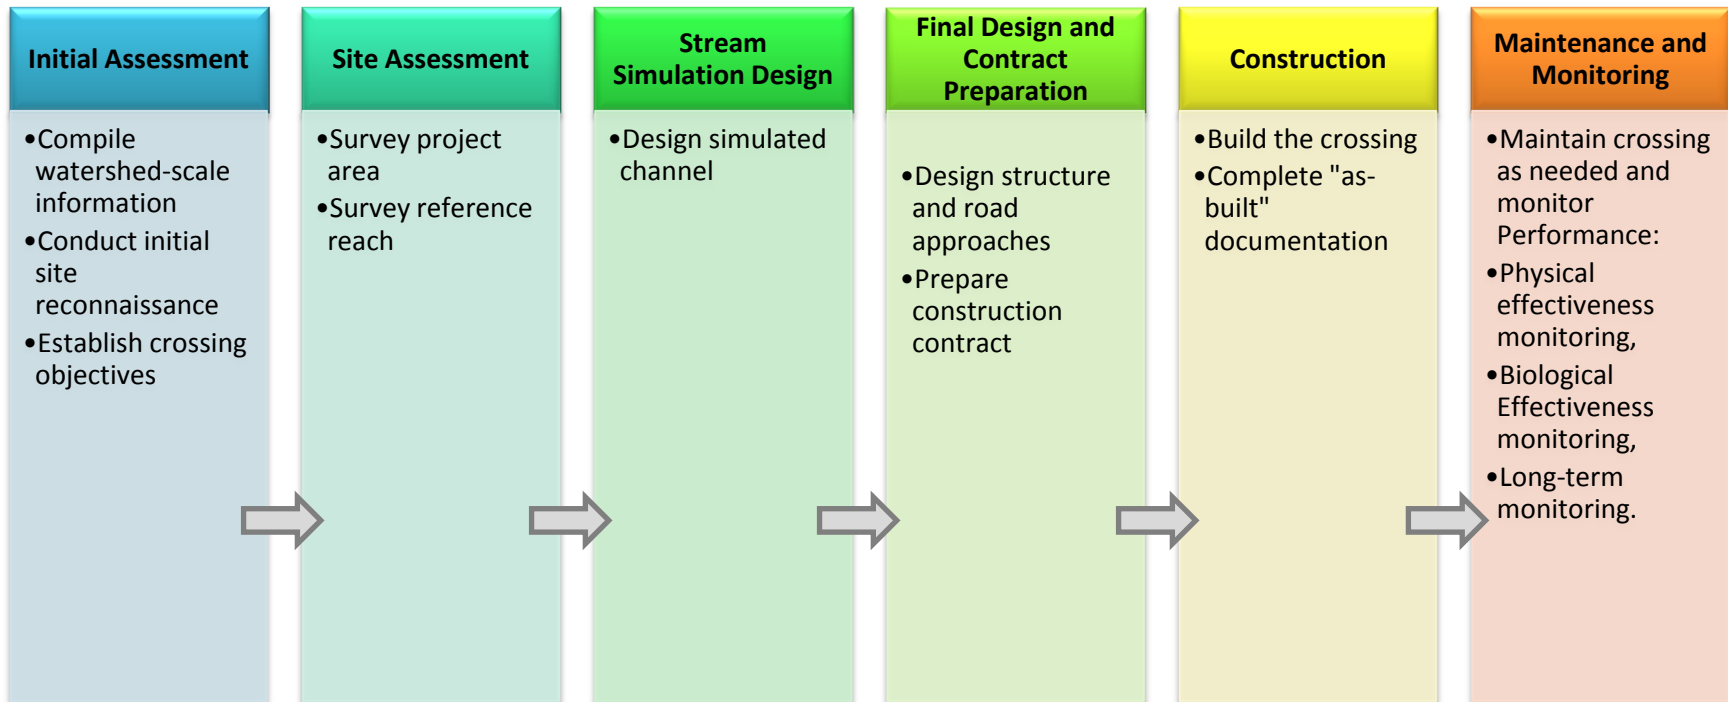 Initial Assessment
•Compile
watershed-scale
information
•Conduct initial
site
reconnaissance
•Establish crossing
objectives
Site Assessment
•Survey project
area
•Survey reference
reach
Stream
Simulation Design
•Design simulated
channel
Final Design and
Contract
Preparation
•Design structure
and road
approaches
•Prepare
construction
contract
Construction
•Build the crossing
•Complete "as-
built"
documentation
Maintenance and
Monitoring
•Maintain crossing
as needed and
monitor
Performance:
•Physical
effectiveness
monitoring,
•Biological
Effectiveness
monitoring,
•Long-term
monitoring.